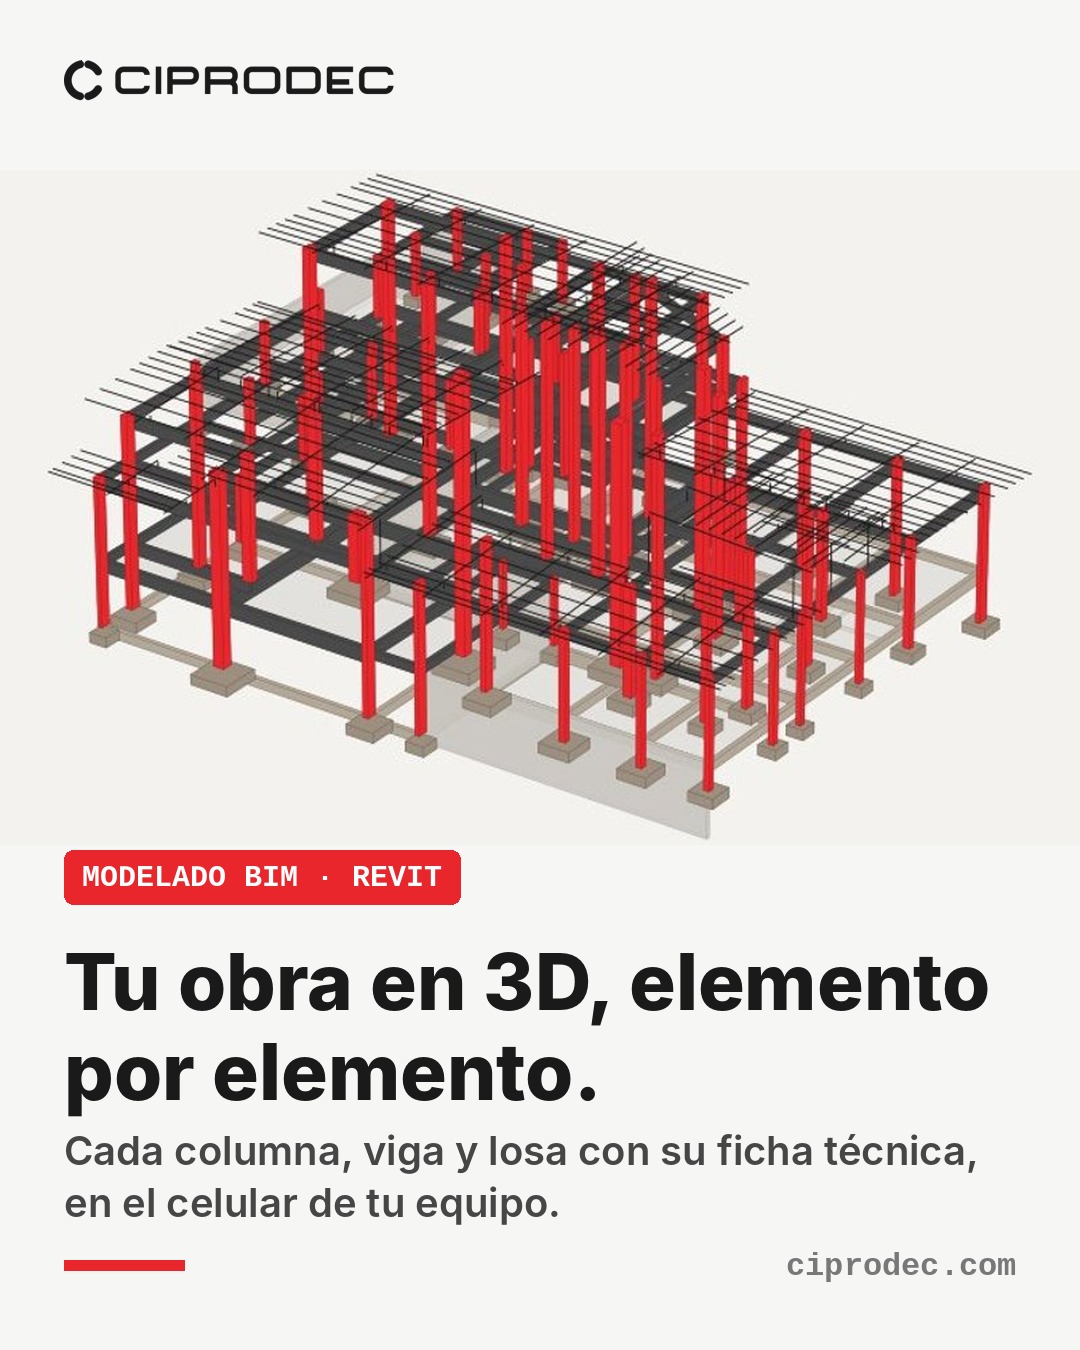 CIPRODEC
MODELADO BIM · REVIT
Tu obra en 3D, elemento
por elemento.
Cada columna, viga y losa con su ficha técnica,
en el celular de tu equipo.
ciprodec.com